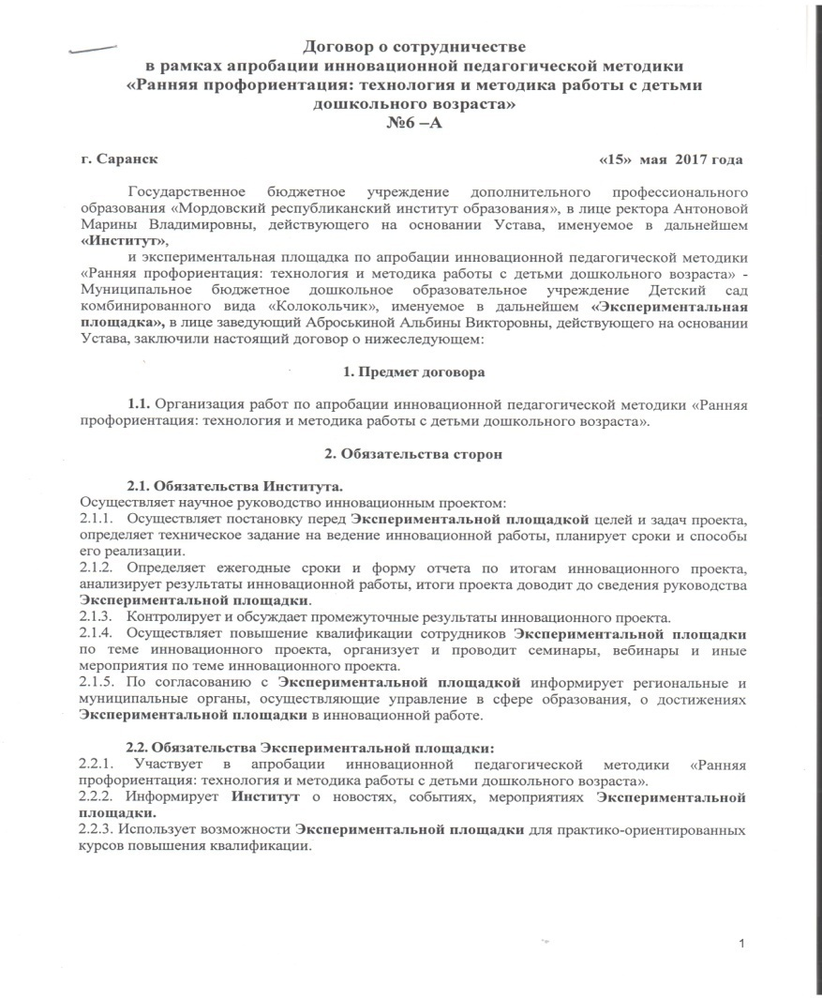 Договор о сотрудничестве
в рамках апробации инновационной педагогической методики
«Ранняя профориентация: технология и методика работы с детьми
дошкольного возраста»
№6 –А
г. Саранск «15» мая 2017 года
Государственное бюджетное учреждение дополнительного профессионального
образования «Мордовский республиканский институт образования», в лице ректора Антоновой
Марины Владимировны, действующего на основании Устава, именуемое в дальнейшем
«Институт»,
и экспериментальная площадка по апробации инновационной педагогической методики
«Ранняя профориентация: технология и методика работы с детьми дошкольного возраста» -
Муниципальное бюджетное дошкольное образовательное учреждение Детский сад
комбинированного вида «Колокольчик», именуемое в дальнейшем «Экспериментальная
площадка», в лице заведующий Аброськиной Альбины Викторовны, действующего на основании
Устава, заключили настоящий договор о нижеследующем:
1. Предмет договора
1.1. Организация работ по апробации инновационной педагогической методики «Ранняя
профориентация: технология и методика работы с детьми дошкольного возраста».
2. Обязательства сторон
2.1. Обязательства Института.
Осуществляет научное руководство инновационным проектом:
2.1.1. Осуществляет постановку перед Экспериментальной площадкой целей и задач проекта,
определяет техническое задание на ведение инновационной работы, планирует сроки и способы
его реализации.
2.1.2. Определяет ежегодные сроки и форму отчета по итогам инновационного проекта,
анализирует результаты инновационной работы, итоги проекта доводит до сведения руководства
Экспериментальной площадки.
2.1.3. Контролирует и обсуждает промежуточные результаты инновационного проекта.
2.1.4. Осуществляет повышение квалификации сотрудников Экспериментальной площадки
по теме инновационного проекта, организует и проводит семинары, вебинары и иные
мероприятия по теме инновационного проекта.
2.1.5. По согласованию с Экспериментальной площадкой информирует региональные и
муниципальные органы, осуществляющие управление в сфере образования, о достижениях
Экспериментальной площадки в инновационной работе.
2.2. Обязательства Экспериментальной площадки:
2.2.1. Участвует в апробации инновационной педагогической методики «Ранняя
профориентация: технология и методика работы с детьми дошкольного возраста».
2.2.2. Информирует Институт о новостях, событиях, мероприятиях Экспериментальной
площадки.
2.2.3. Использует возможности Экспериментальной площадки для практико-ориентированных
курсов повышения квалификации.
1